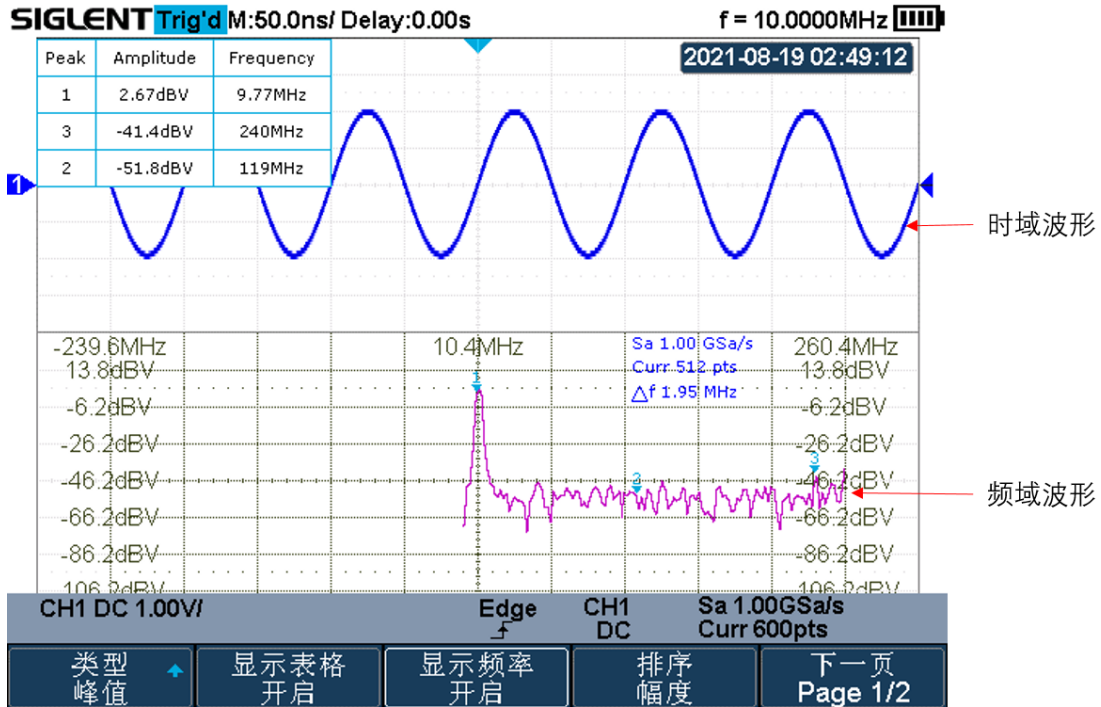 SIGLENT Trig'd M:50.0ns/ Delay:0.00s f = 10.0000MHz
2021-08-19 02:49:12
Peak Amplitude Frequency
1 2.67dBV 9.77MHz
3 -41.4dBV 240MHz
2 -51.8dBV 119MHz
1
时域波形
-239.6MHz 10.4MHz Sa 1.00 GSa/s 260.4MHz
13.8dBV Curr 512 pts 13.8dBV
△f 1.95 MHz
1
-6.2dBV -6.2dBV
-26.2dBV -26.2dBV
3
2
-46.2dBV -46.2dBV
频域波形
-66.2dBV -66.2dBV
-86.2dBV -86.2dBV
106.2dBV 106.2dBV
CH1 DC 1.00V/ Edge CH1 Sa 1.00GSa/s
DC Curr 600pts
类型 显示表格 显示频率 排序 下一页
峰值 开启 开启 幅度 Page 1/2